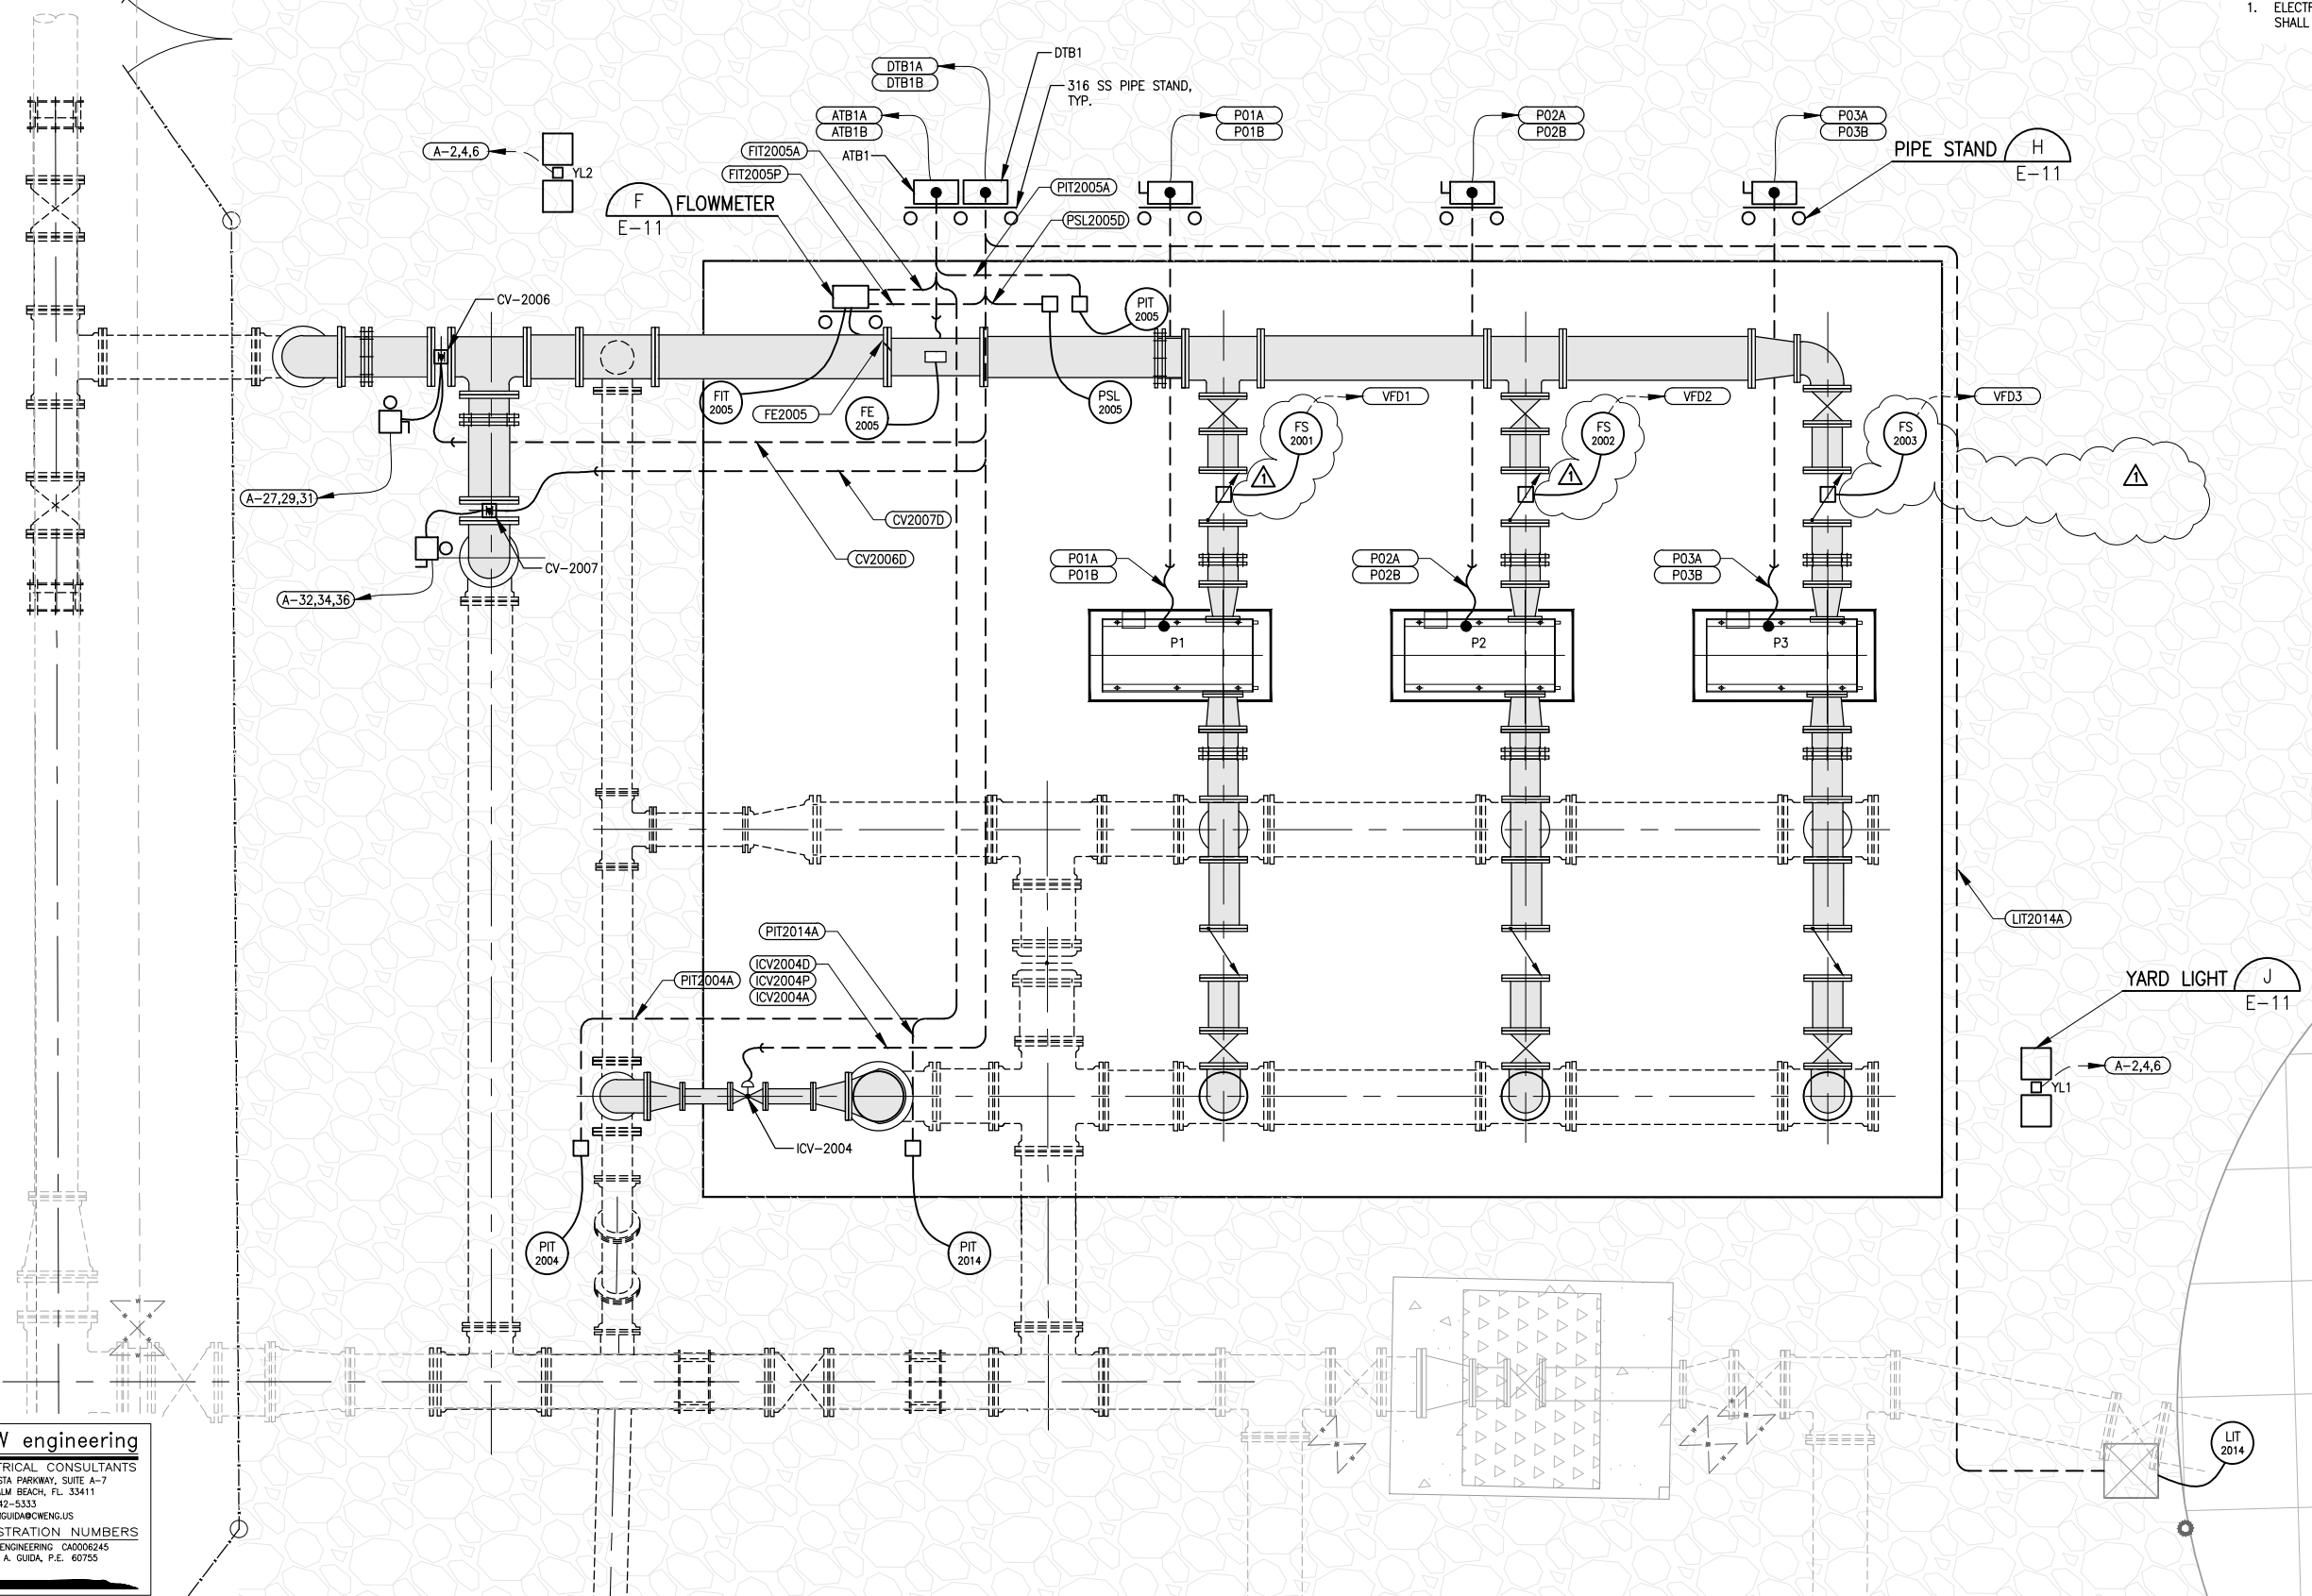 1. ELECTR
SHALL
DTB1
DTB1A
DTB1B
316 SS PIPE STAND,
TYP.
ATB1A
ATB1B
P01A
P01B
P02A
P02B
P03A
P03B
PIPE STAND
H
E-11
A-2,4,6
YL2
FIT2005A
ATB1
FIT2005P
PIT2005A
F
FLOWMETER
E-11
PSL2005D
CV-2006
PIT
2005
FIT
2005
FE2005
FE
2005
PSL
2005
VFD1
VFD2
VFD3
FS
2001
FS
2002
FS
2003
1
1
1
A-27,29,31
CV2007D
CV2006D
CV-2007
A-32,34,36
P01A
P01B
P02A
P02B
P03A
P03B
P1
P2
P3
LIT2014A
PIT2014A
ICV2004D
ICV2004P
ICV2004A
PIT2004A
YARD LIGHT
J
E-11
A-2,4,6
YL1
ICV-2004
PIT
2004
PIT
2014
LIT
2014
W engineering
TRICAL CONSULTANTS
STA PARKWAY, SUITE A-7
ALM BEACH, FL. 33411
42-5333
MGUIDA@CWENG.US
STRATION NUMBERS
ENGINEERING CA0006245
A. GUIDA, P.E. 60755